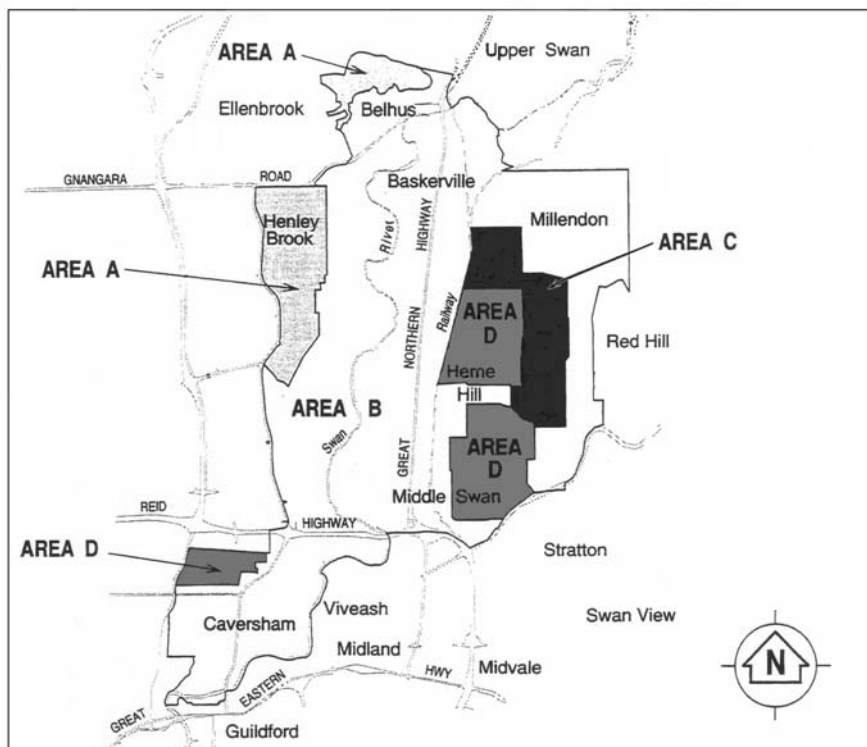 AREA A
Upper Swan
Ellenbrook
Belhus
GNANGARA ROAD
Baskerville
Henley
Brook
River
HIGHWAY
Millendon
AREA C
AREA A
AREA
D
Railway
NORTHERN
Red Hill
Herne
Hill
AREA B
Swan
AREA
D
GREAT
Middle Swan
REID
HIGHWAY
AREA D
Stratton
Viveash
Swan View
Caversham
Midland
Midvale
N
GREAT EASTERN HWY
Guildford